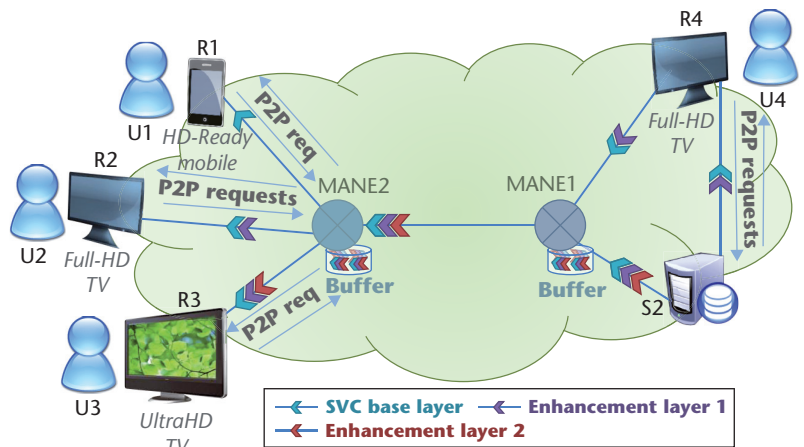 R1
U1
HD-Ready
mobile
P2P req
R2
U2
Full-HD
TV
P2P requests
MANE2
Buffer
R3
U3
UltraHD
TV
P2P req
MANE1
Buffer
R4
U4
Full-HD
TV
P2P
requests
S2
SVC base layer
Enhancement layer 1
Enhancement layer 2